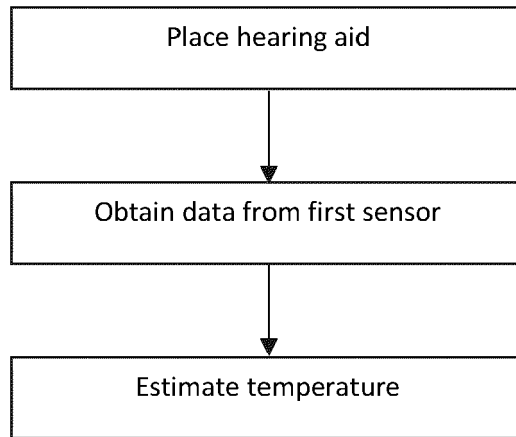 Place hearing aid
Obtain data from first sensor
Estimate temperature